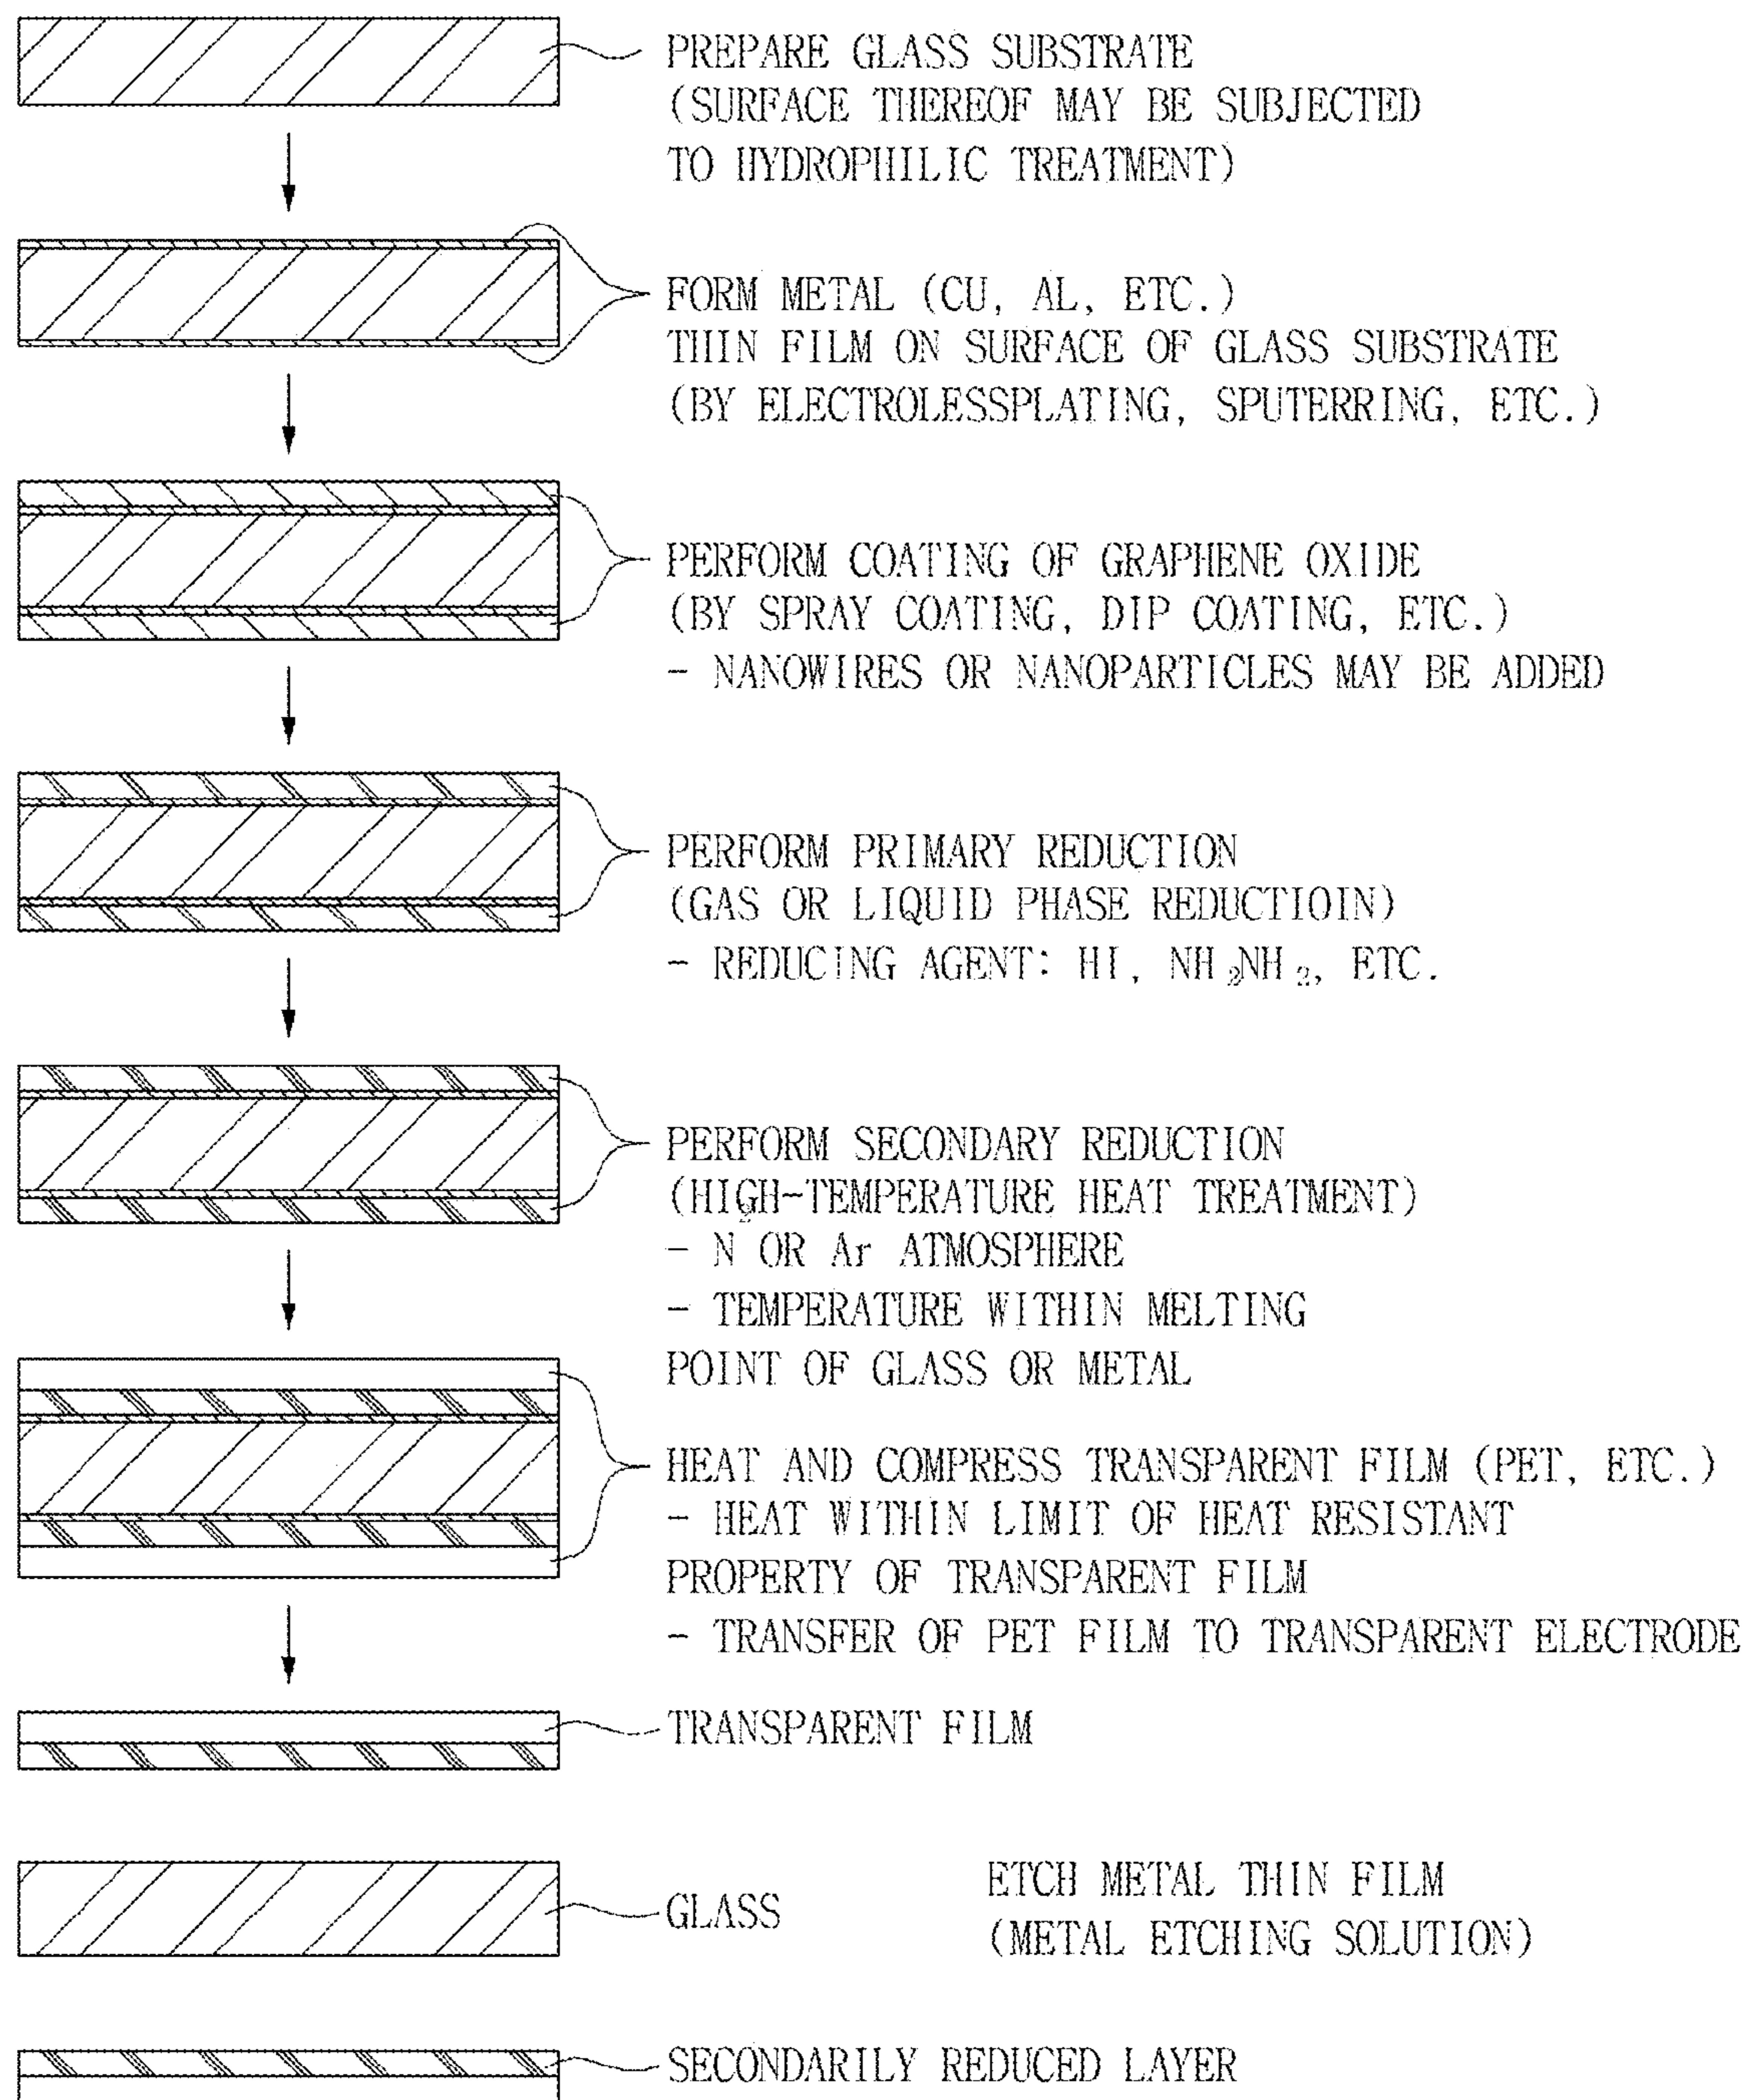 PREPARE GLASS SUBSTRATE
(SURFACE THEREOF MAY BE SUBJECTED
TO HYDROPHILIC TREATMENT)
FORM METAL (CU, AL, ETC.)
THIN FILM ON SURFACE OF GLASS SUBSTRATE
(BY ELECTROLESSPLATING, SPUTERRING, ETC.)
PERFORM COATING OF GRAPHENE OXIDE
(BY SPRAY COATING, DIP COATING, ETC.)
- NANOWIRES OR NANOPARTICLES MAY BE ADDED
PERFORM PRIMARY REDUCTION
(GAS OR LIQUID PHASE REDUCTIOIN)
- REDUCING AGENT: HI, NH₂NH₂, ETC.
PERFORM SECONDARY REDUCTION
(HIGH-TEMPERATURE HEAT TREATMENT)
- N₂ OR Ar ATMOSPHERE
- TEMPERATURE WITHIN MELTING
POINT OF GLASS OR METAL
HEAT AND COMPRESS TRANSPARENT FILM (PET, ETC.)
- HEAT WITHIN LIMIT OF HEAT RESISTANT
PROPERTY OF TRANSPARENT FILM
- TRANSFER OF PET FILM TO TRANSPARENT ELECTRODE
TRANSPARENT FILM
GLASS
ETCH METAL THIN FILM
(METAL ETCHING SOLUTION)
SECONDARILY REDUCED LAYER